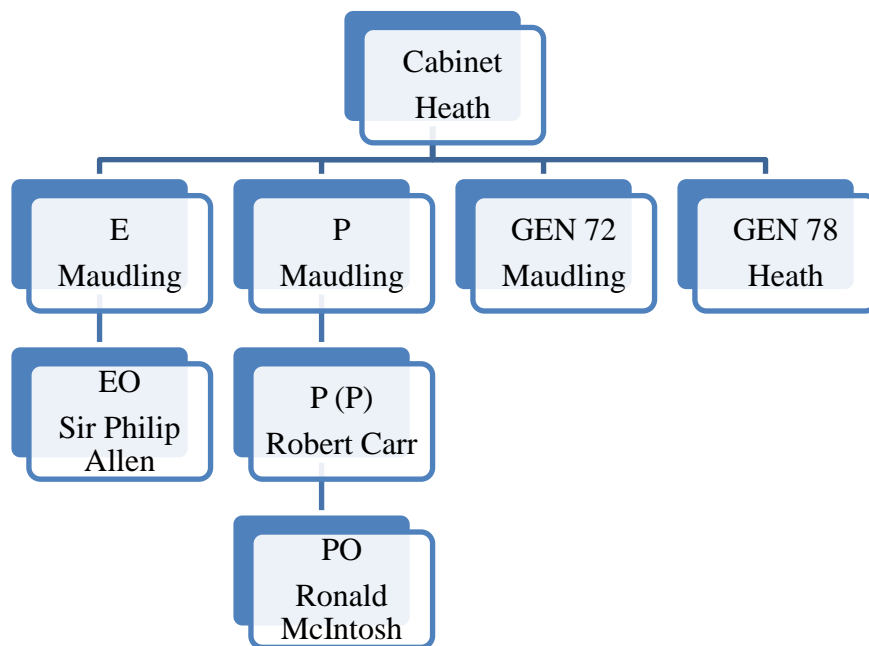 Cabinet
Heath
E
Maudling
P
Maudling
GEN 72
Maudling
GEN 78
Heath
EO
Sir Philip
Allen
P (P)
Robert Carr
PO
Ronald
McIntosh